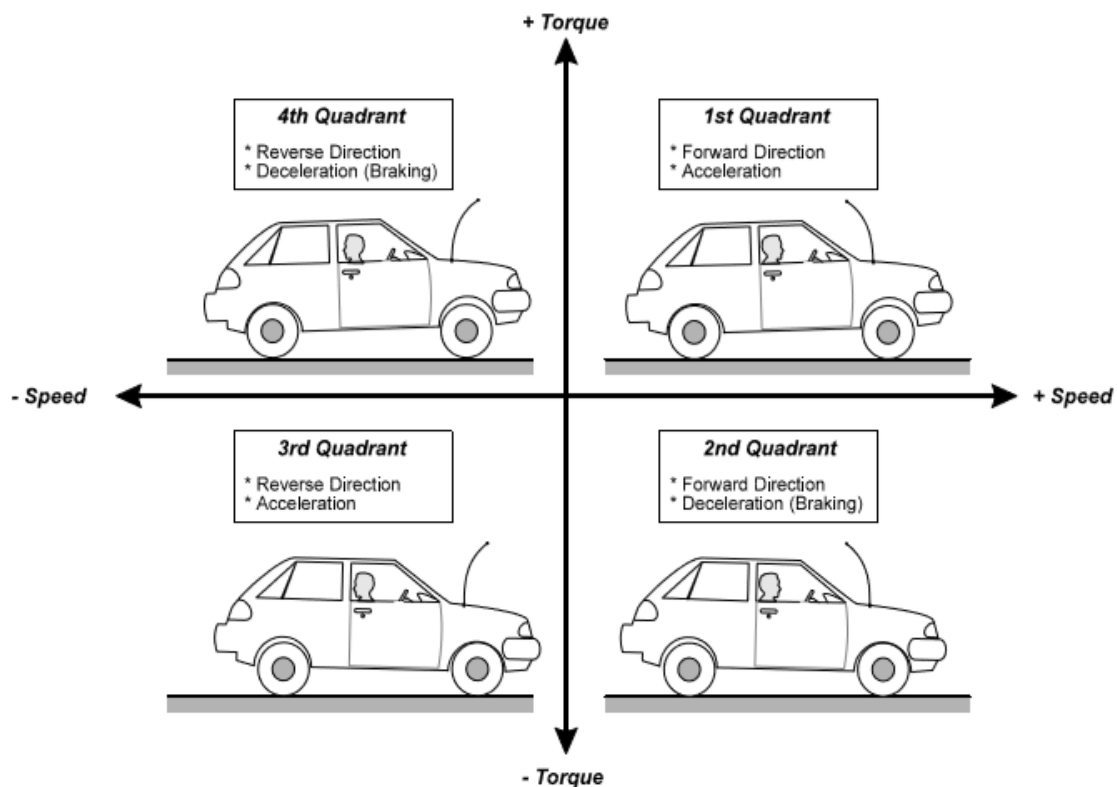 + Torque
4th Quadrant
* Reverse Direction
* Deceleration (Braking)
1st Quadrant
* Forward Direction
* Acceleration
- Speed
+ Speed
3rd Quadrant
* Reverse Direction
* Acceleration
2nd Quadrant
* Forward Direction
* Deceleration (Braking)
- Torque